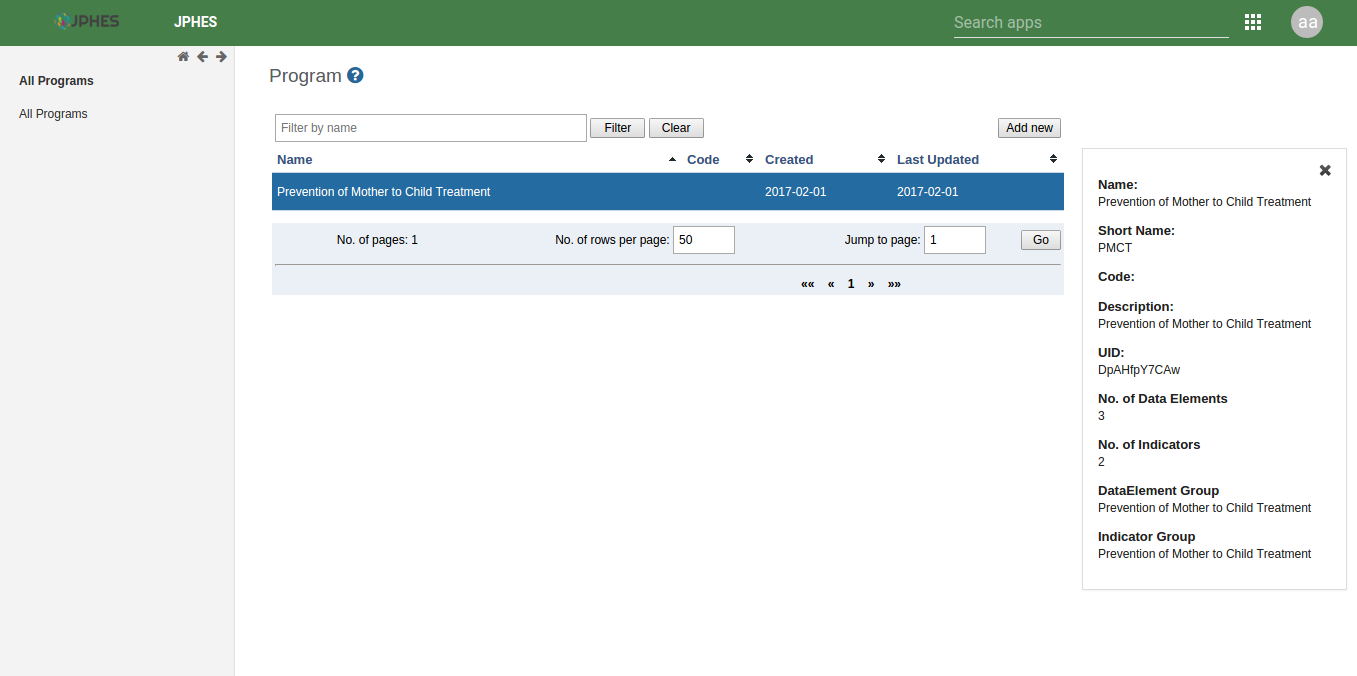 JPHES
JPHES
Search apps
aa
All Programs
All Programs
Program ?
Filter by name
Filter
Clear
Add new
Name
Code
Created
Last Updated
Prevention of Mother to Child Treatment
2017-02-01
2017-02-01
No. of pages: 1
No. of rows per page: 50
Jump to page: 1
Go
«« « 1 » »»
Name:
Prevention of Mother to Child Treatment
Short Name:
PMCT
Code:
Description:
Prevention of Mother to Child Treatment
UID:
DpAHfpY7CAw
No. of Data Elements
3
No. of Indicators
2
DataElement Group
Prevention of Mother to Child Treatment
Indicator Group
Prevention of Mother to Child Treatment